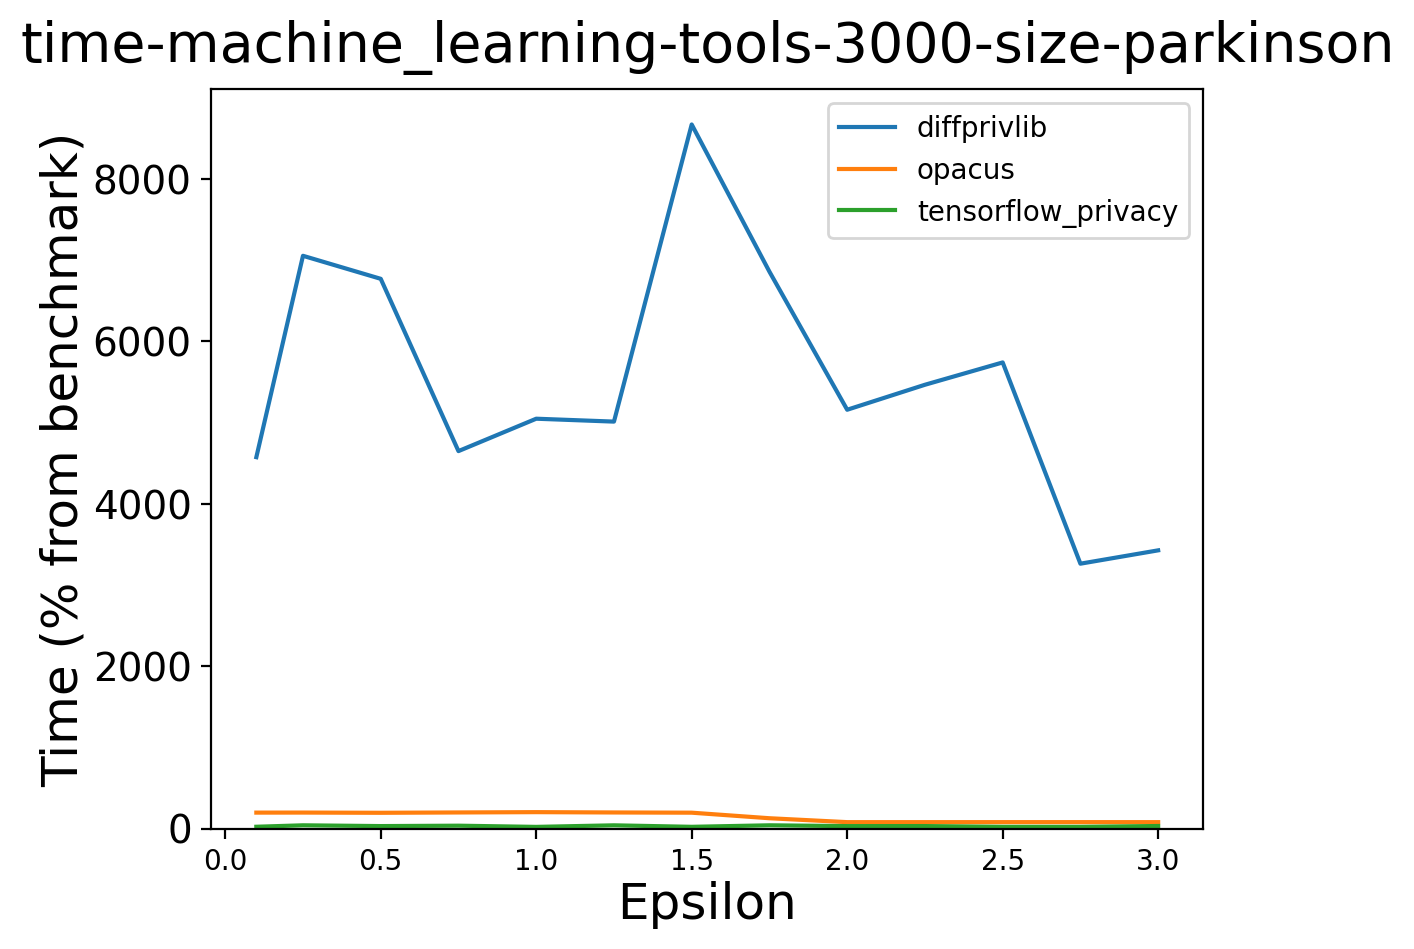 time-machine_learning-tools-3000-size-parkinson
diffprivlib
opacus
tensorflow_privacy
Time (% from benchmark)
8000
6000
4000
2000
0
0.0 0.5 1.0 1.5 2.0 2.5 3.0
Epsilon